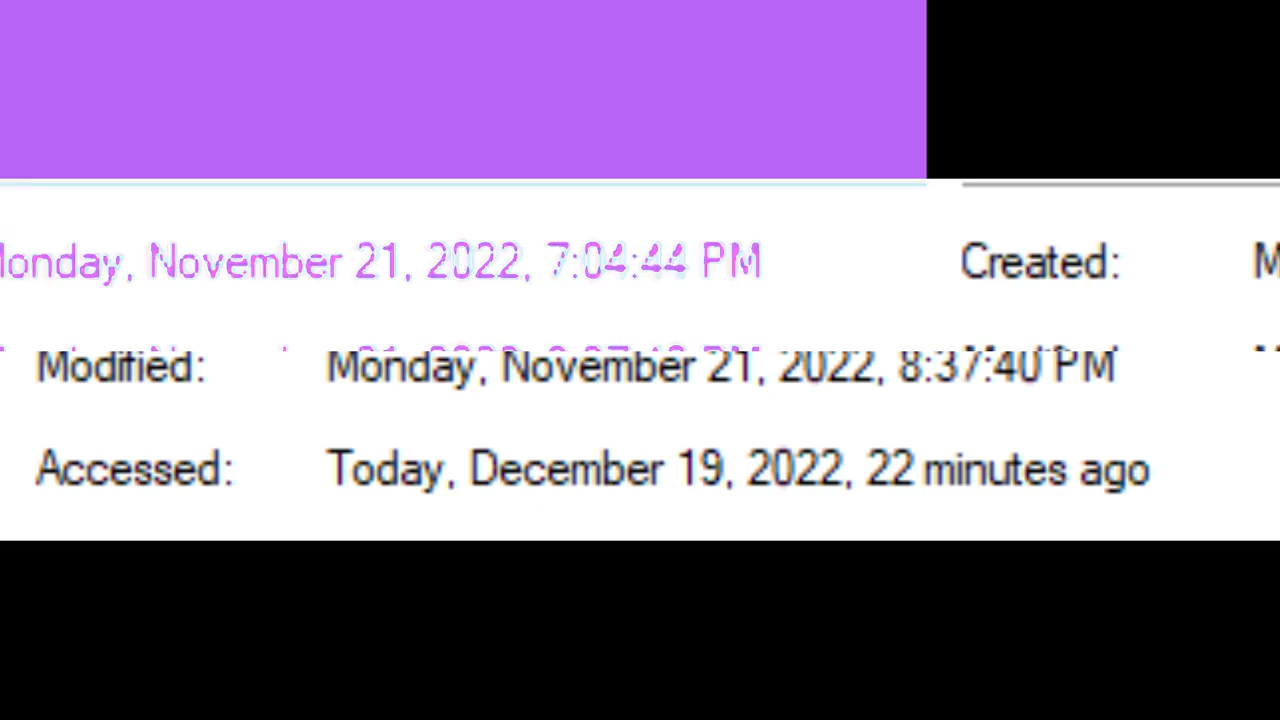 Monday, November 21, 2022, 7:04:44 PM Created:
Modified: Monday, November 21, 2022, 8:37:40 PM
Accessed: Today, December 19, 2022, 22 minutes ago